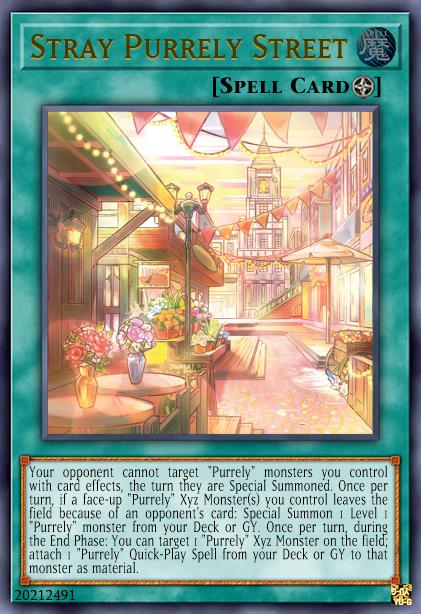 STRAY PURRELY STREET
魔
[SPELL CARD]
Your opponent cannot target "Purrely" monsters you control
with card effects, the turn they are Special Summoned. Once per
turn, if a face-up "Purrely" Xyz Monster(s) you control leaves the
field because of an opponent's card: Special Summon 1 Level 1
"Purrely" monster from your Deck or GY. Once per turn, during
the End Phase: You can target 1 "Purrely" Xyz Monster on the field;
attach 1 "Purrely" Quick-Play Spell from your Deck or GY to that
monster as material.
20212491